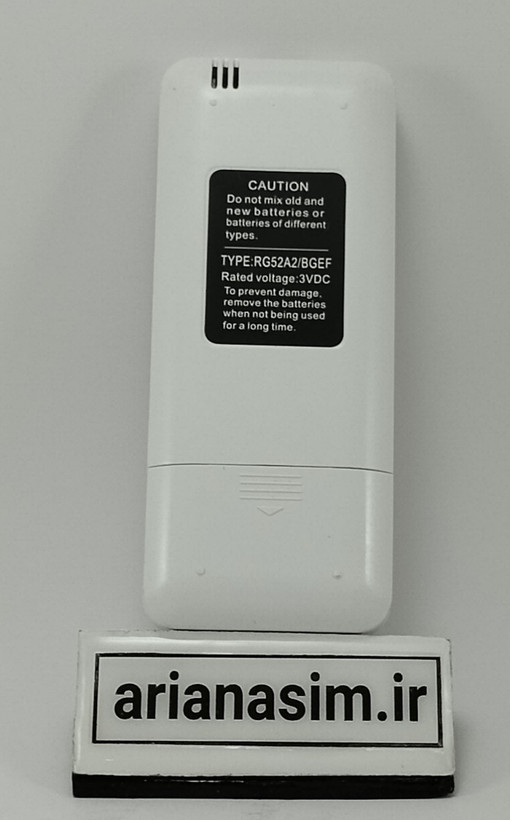 CAUTION
Do not mix old and
new batteries or
batteries of different
types.
TYPE:RG52A2/BGEF
Rated voltage:3VDC
To prevent damage,
remove the batteries
when not being used
for a long time.
arianasim.ir